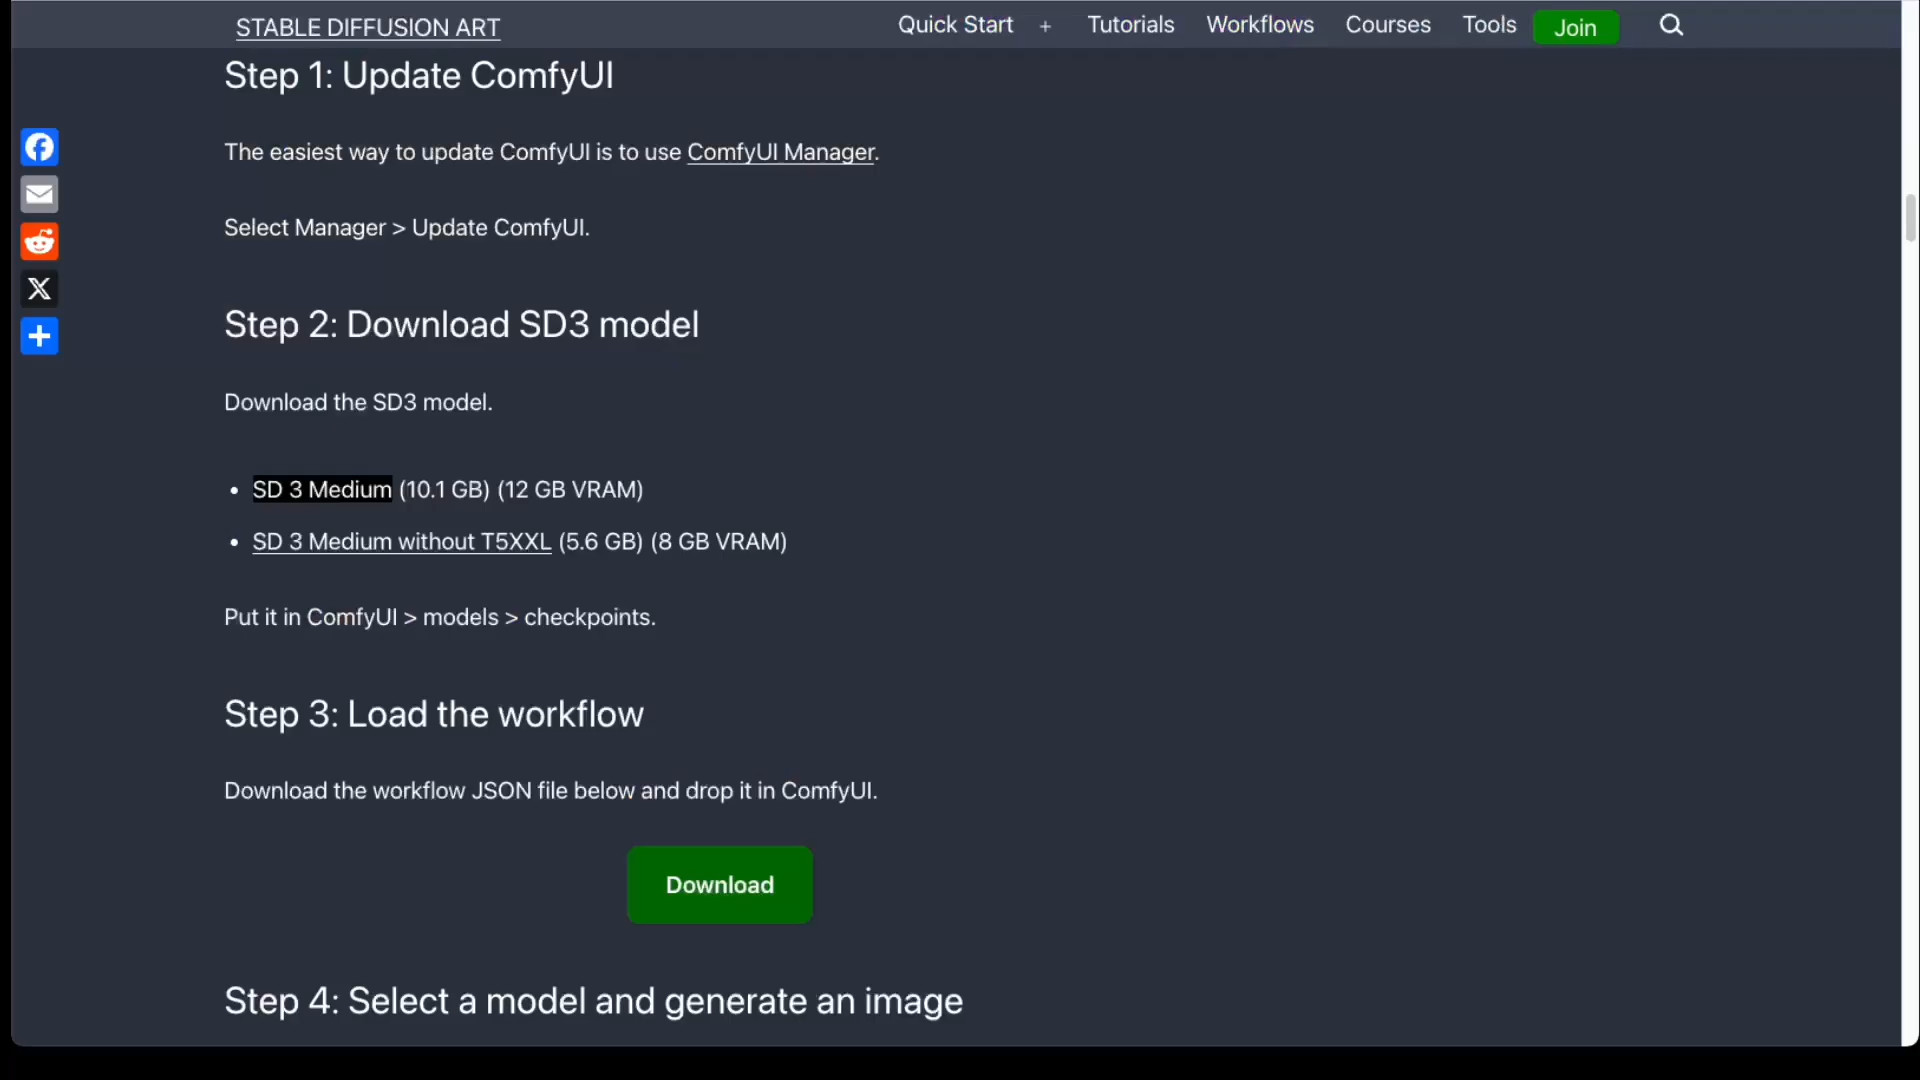 STABLE DIFFUSION ART
Quick Start + Tutorials Workflows Courses Tools Join
Step 1: Update ComfyUI
The easiest way to update ComfyUI is to use ComfyUI Manager.
Select Manager > Update ComfyUI.
Step 2: Download SD3 model
Download the SD3 model.
• SD 3 Medium (10.1 GB) (12 GB VRAM)
• SD 3 Medium without T5XXL (5.6 GB) (8 GB VRAM)
Put it in ComfyUI > models > checkpoints.
Step 3: Load the workflow
Download the workflow JSON file below and drop it in ComfyUI.
Download
Step 4: Select a model and generate an image